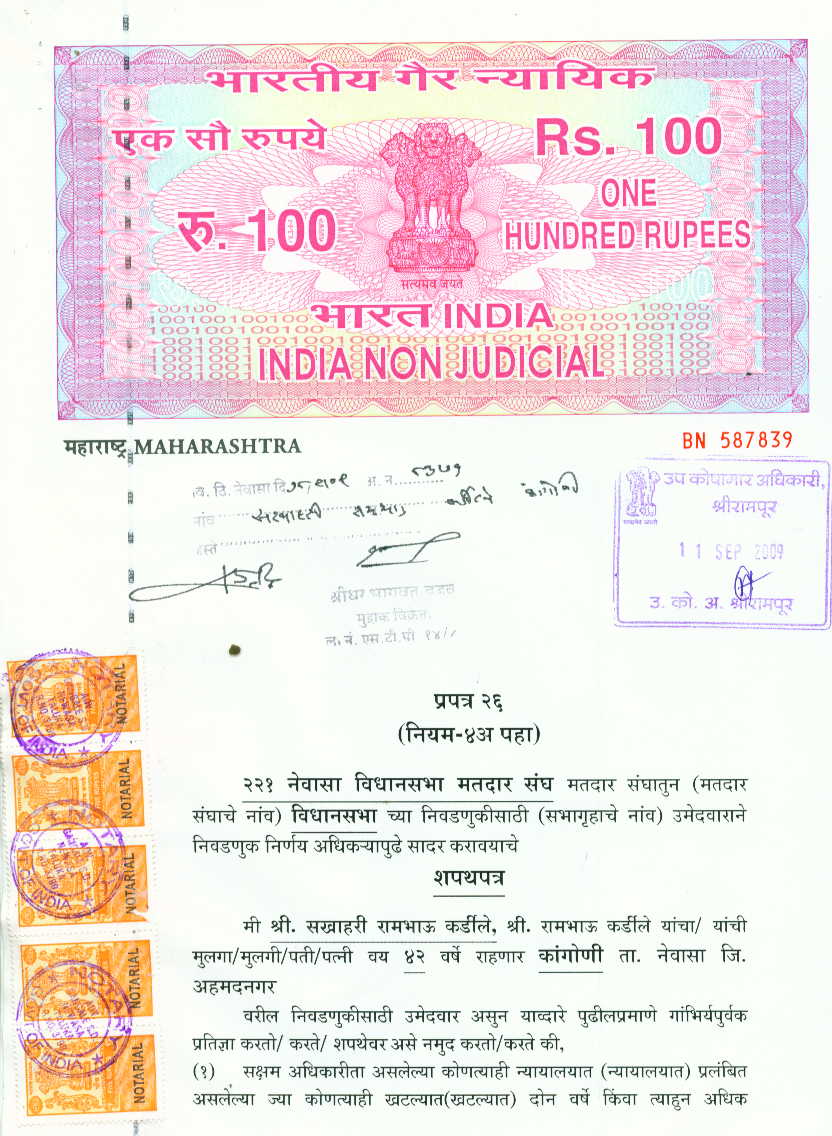 भारतीय गैर न्यायिक
एक सौ रुपये
Rs. 100
रु. 100
ONE
HUNDRED RUPEES
सत्यमेव जयते
भारत INDIA
INDIA NON JUDICIAL
महाराष्ट्र MAHARASHTRA
BN 587839
उप कोषागार अधिकारी,
श्रीरामपूर
11 SEP 2009
उ. को. अ. श्रीरामपूर
नांव
हस्ते
NOTARIAL
NOTARIAL
NOTARIAL
NOTARIAL
NOTARIAL
प्रपत्र २६
(नियम-४अ पहा)
२२१ नेवासा विधानसभा मतदार संघ मतदार संघातुन (मतदार
संघाचे नांव) विधानसभा च्या निवडणुकीसाठी (सभागृहाचे नांव) उमेदवाराने
निवडणुक निर्णय अधिकऱ्यापुढे सादर करावयाचे
शपथपत्र
मी श्री. सखाहरी रामभाऊ कर्डीले, श्री. रामभाऊ कर्डीले यांचा/ यांची
मुलगा/मुलगी/पती/पत्नी वय ४२ वर्षे राहणार कांगोणी ता. नेवासा जि.
अहमदनगर
वरील निवडणुकीसाठी उमेदवार असुन याव्दारे पुढीलप्रमाणे गांभिर्यपुर्वक
प्रतिज्ञा करतो/ करते/ शपथेवर असे नमुद करतो/करते की,
(१) सक्षम अधिकारीता असलेल्या कोणत्याही न्यायालयात (न्यायालयात) प्रलंबित
असलेल्या ज्या कोणत्याही खटल्यात(खटल्यात) दोन वर्षे किंवा त्याहुन अधिक